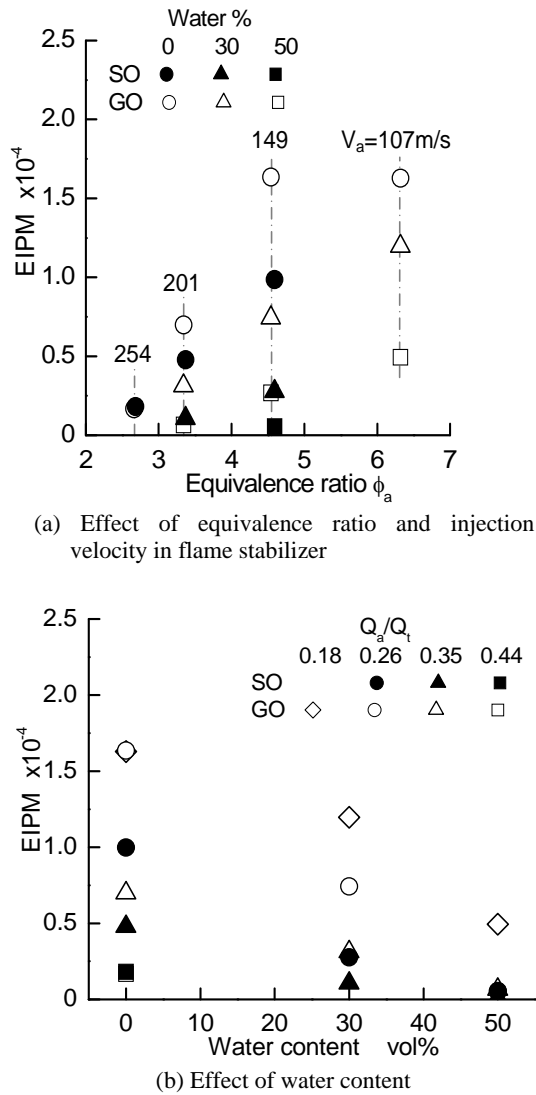 Water %
0 30 50
SO
GO
2.5
2.0
1.5
1.0
0.5
0
EIPM x10-4
149
Va=107m/s
201
254
2 3 4 5 6 7
Equivalence ratio ϕa
(a) Effect of equivalence ratio and injection
velocity in flame stabilizer
2.5
2.0
1.5
1.0
0.5
0
EIPM x10-4
Qa/Qt
0.18 0.26 0.35 0.44
SO
GO
0 10 20 30 40 50
Water content vol%
(b) Effect of water content